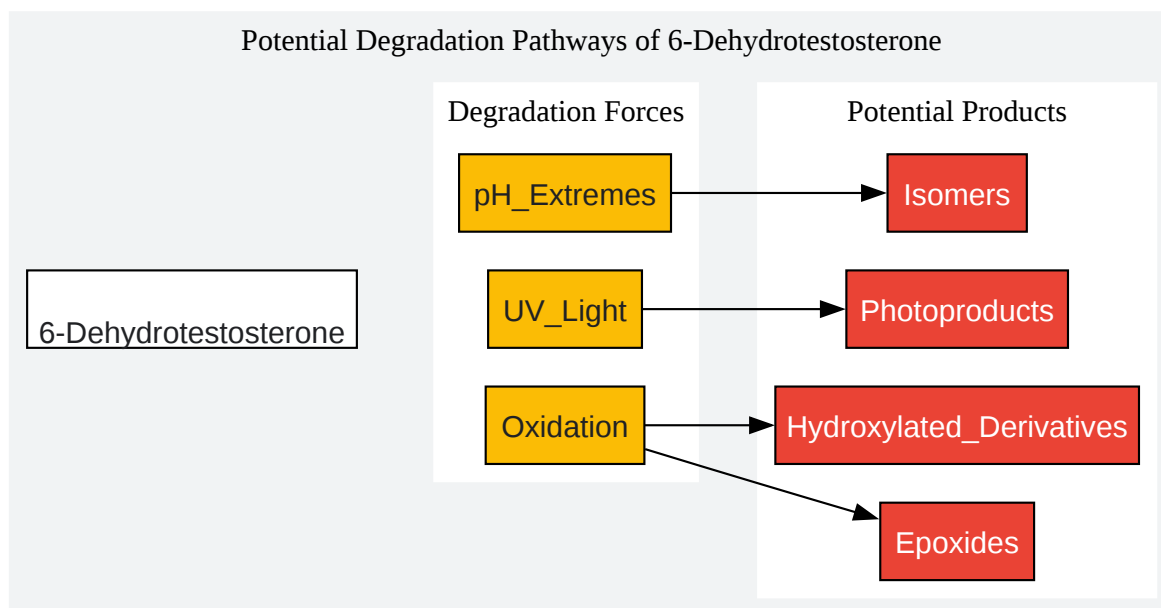 Potential Degradation Pathways of 6-Dehydrotestosterone
Degradation Forces
Potential Products
pH_Extremes
Isomers
6-Dehydrotestosterone
UV_Light
Photoproducts
Oxidation
Hydroxylated_Derivatives
Epoxides